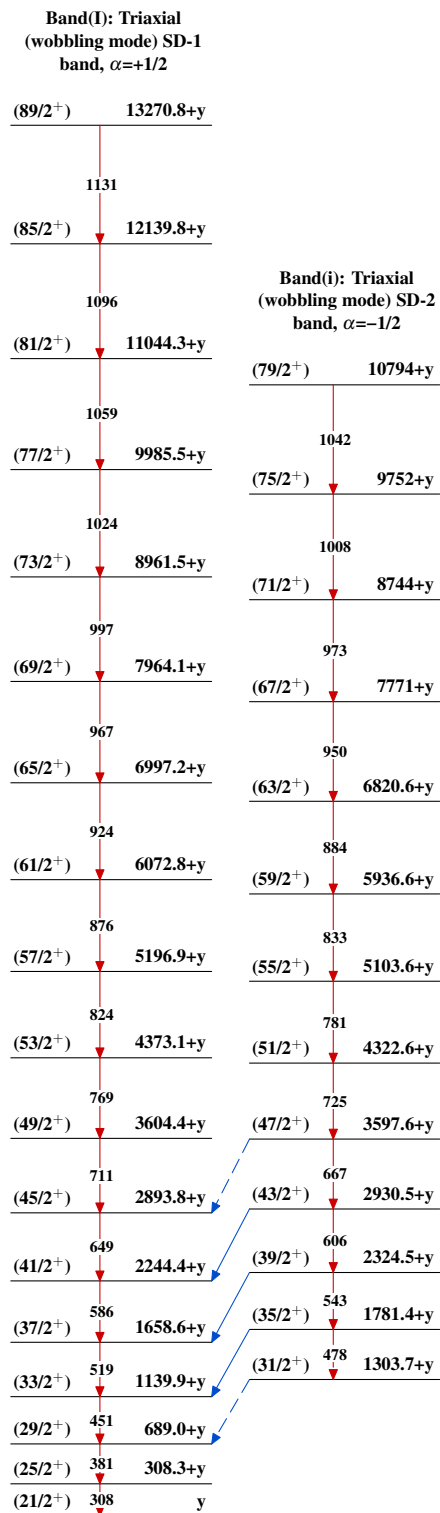 Band(I): Triaxial
(wobbling mode) SD-1
band, α=+1/2
(89/2⁺) 13270.8+y
1131
(85/2⁺) 12139.8+y
1096
(81/2⁺) 11044.3+y
1059
(77/2⁺) 9985.5+y
1024
(73/2⁺) 8961.5+y
997
(69/2⁺) 7964.1+y
967
(65/2⁺) 6997.2+y
924
(61/2⁺) 6072.8+y
876
(57/2⁺) 5196.9+y
824
(53/2⁺) 4373.1+y
769
(49/2⁺) 3604.4+y
711
(45/2⁺) 2893.8+y
649
(41/2⁺) 2244.4+y
586
(37/2⁺) 1658.6+y
519
(33/2⁺) 1139.9+y
451
(29/2⁺) 689.0+y
381
(25/2⁺) 308.3+y
(21/2⁺) 308 y
Band(i): Triaxial
(wobbling mode) SD-2
band, α=−1/2
(79/2⁺) 10794+y
1042
(75/2⁺) 9752+y
1008
(71/2⁺) 8744+y
973
(67/2⁺) 7771+y
950
(63/2⁺) 6820.6+y
884
(59/2⁺) 5936.6+y
833
(55/2⁺) 5103.6+y
781
(51/2⁺) 4322.6+y
725
(47/2⁺) 3597.6+y
667
(43/2⁺) 2930.5+y
606
(39/2⁺) 2324.5+y
543
(35/2⁺) 1781.4+y
478
(31/2⁺) 1303.7+y